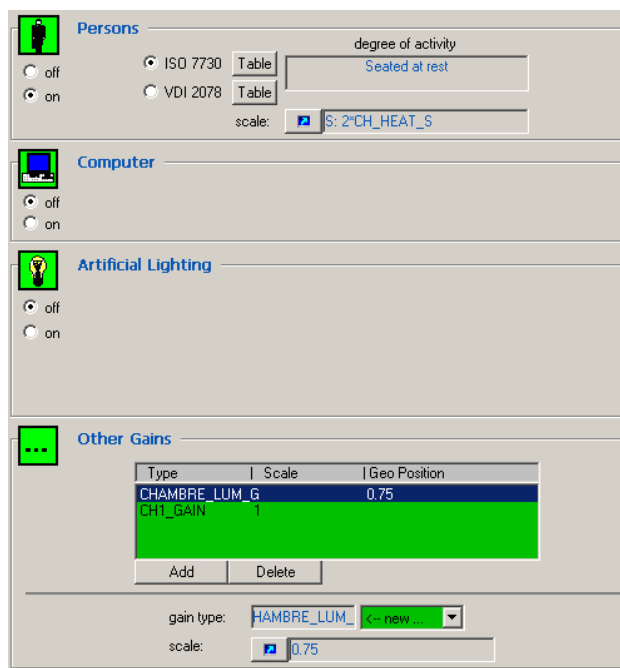 Persons
degree of activity
off ISO 7730 Table Seated at rest
on VDI 2078 Table
scale: S: 2*CH_HEAT_S
Computer
off
on
Artificial Lighting
off
on
... Other Gains
Type | Scale | Geo Position
CHAMBRE_LUM_G 0.75
CH1_GAIN 1
Add Delete
gain type: HAMBRE_LUM_ <-- new ...
scale: 0.75